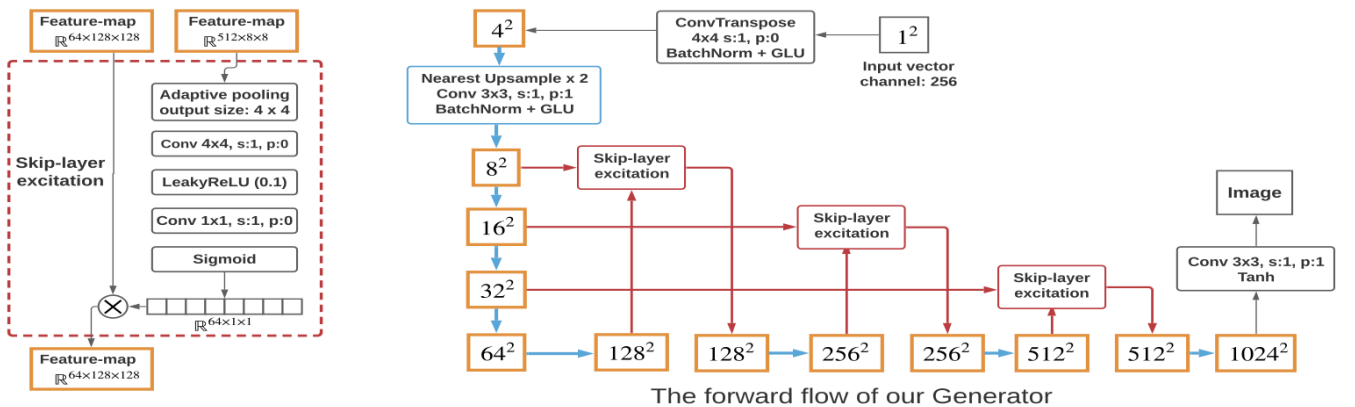 Feature-map
ℝ^{64×128×128}
Feature-map
ℝ^{512×8×8}
Adaptive pooling
output size: 4 x 4
Conv 4x4, s:1, p:0
Skip-layer
excitation
LeakyReLU (0.1)
Conv 1x1, s:1, p:0
Sigmoid
ℝ^{64×1×1}
Feature-map
ℝ^{64×128×128}
4²
ConvTranspose
4x4 s:1, p:0
BatchNorm + GLU
1²
Input vector
channel: 256
Nearest Upsample x 2
Conv 3x3, s:1, p:1
BatchNorm + GLU
8²
Skip-layer
excitation
16²
Skip-layer
excitation
32²
Skip-layer
excitation
Image
Conv 3x3, s:1, p:1
Tanh
64²
128²
128²
256²
256²
512²
512²
1024²
The forward flow of our Generator